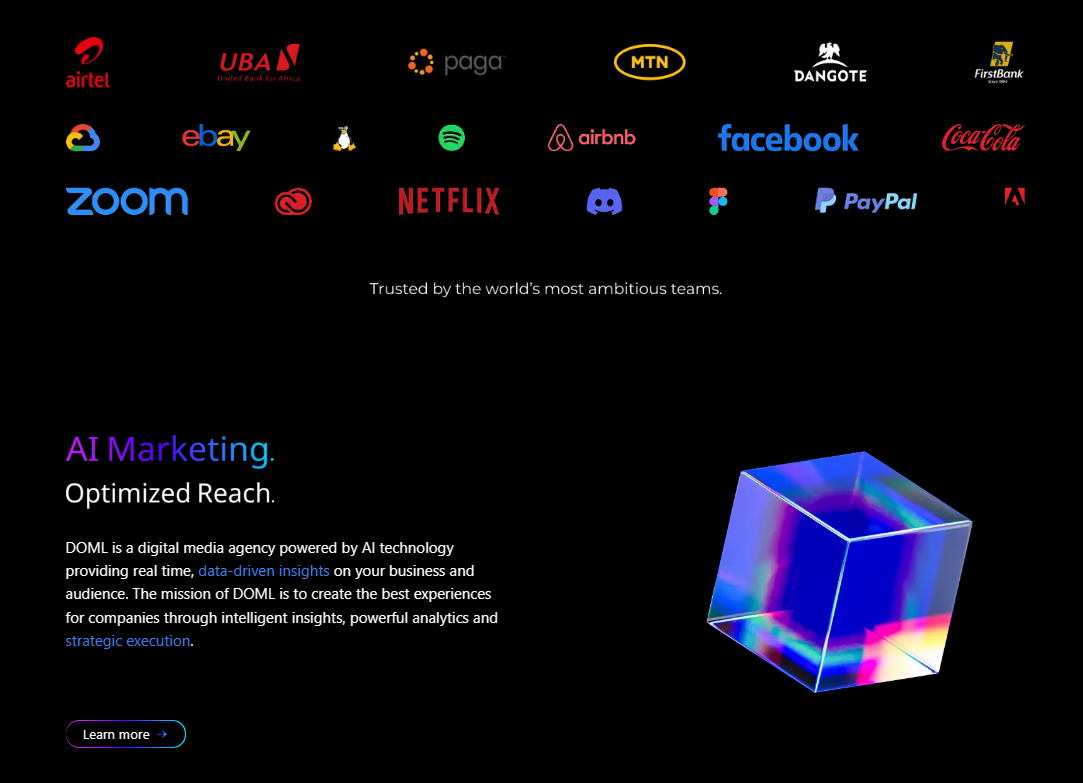 airtel
UBA
United Bank for Africa
paga
MTN
DANGOTE
FirstBank
Since 1894
ebay
airbnb
facebook
Coca-Cola
zoom
NETFLIX
PayPal
Trusted by the world’s most ambitious teams.
AI Marketing.
Optimized Reach.
DOML is a digital media agency powered by AI technology
providing real time, data-driven insights on your business and
audience. The mission of DOML is to create the best experiences
for companies through intelligent insights, powerful analytics and
strategic execution.
Learn more →